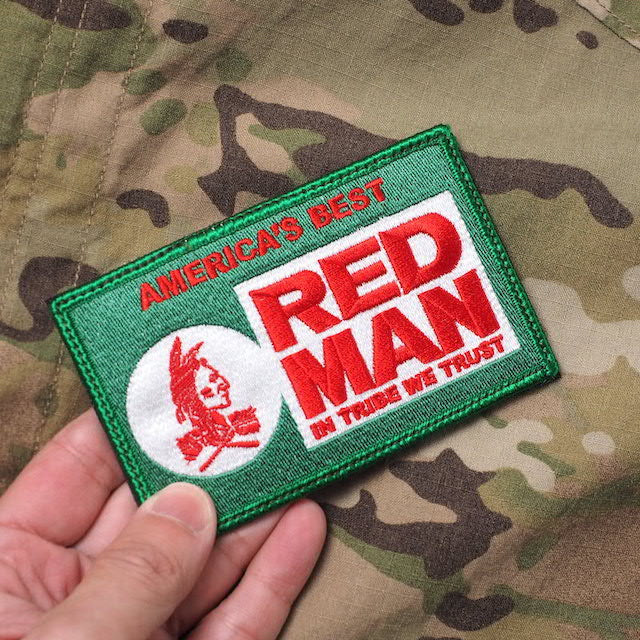 AMERICA'S BEST
RED
MAN
IN TRIBE WE TRUST